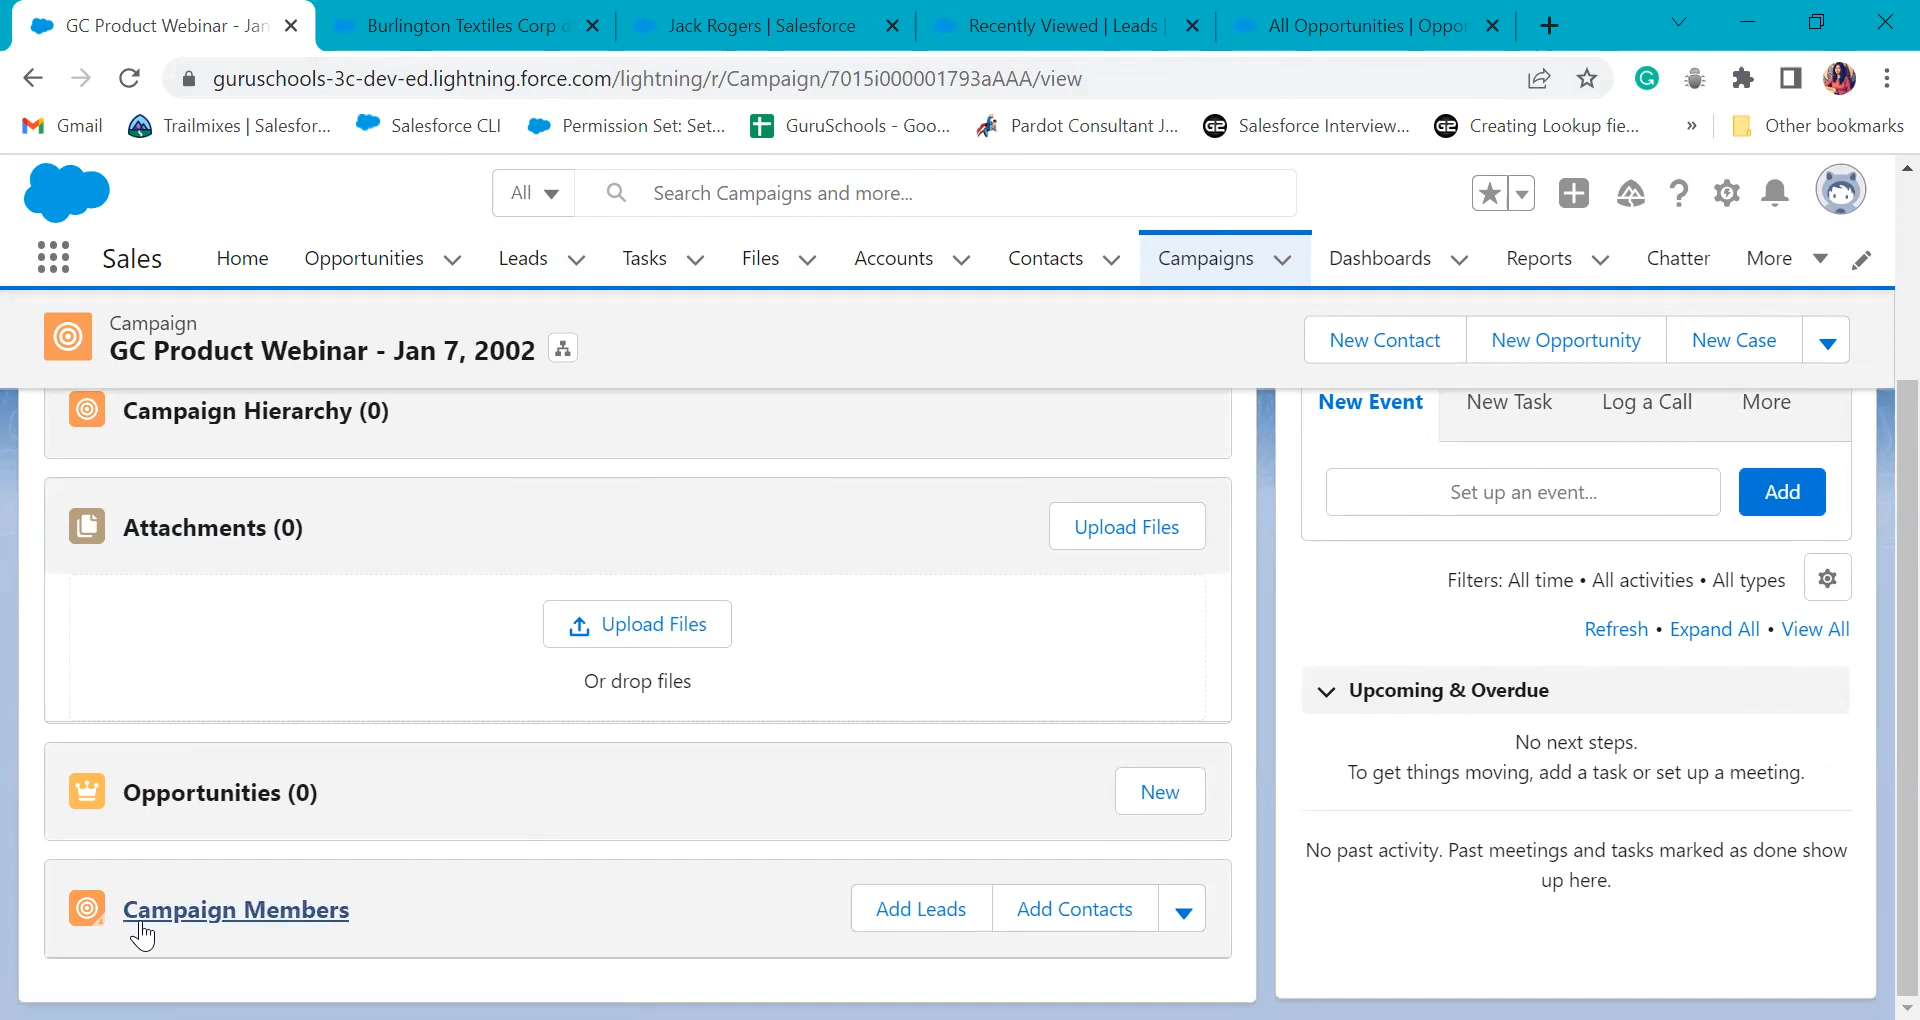 GC Product Webinar - Jan
Burlington Textiles Corp o
Jack Rogers | Salesforce
Recently Viewed | Leads |
All Opportunities | Oppor
guruschools-3c-dev-ed.lightning.force.com/lightning/r/Campaign/7015i000001793aAAA/view
Gmail
Trailmixes | Salesfor...
Salesforce CLI
Permission Set: Set...
GuruSchools - Goo...
Pardot Consultant J...
Salesforce Interview...
Creating Lookup fie...
»
Other bookmarks
All
Search Campaigns and more...
Sales
Home
Opportunities
Leads
Tasks
Files
Accounts
Contacts
Campaigns
Dashboards
Reports
Chatter
More
Campaign
GC Product Webinar - Jan 7, 2002
New Contact
New Opportunity
New Case
Campaign Hierarchy (0)
Attachments (0)
Upload Files
Upload Files
Or drop files
Opportunities (0)
New
Campaign Members
Add Leads
Add Contacts
New Event
New Task
Log a Call
More
Set up an event...
Add
Filters: All time • All activities • All types
Refresh • Expand All • View All
Upcoming & Overdue
No next steps.
To get things moving, add a task or set up a meeting.
No past activity. Past meetings and tasks marked as done show
up here.